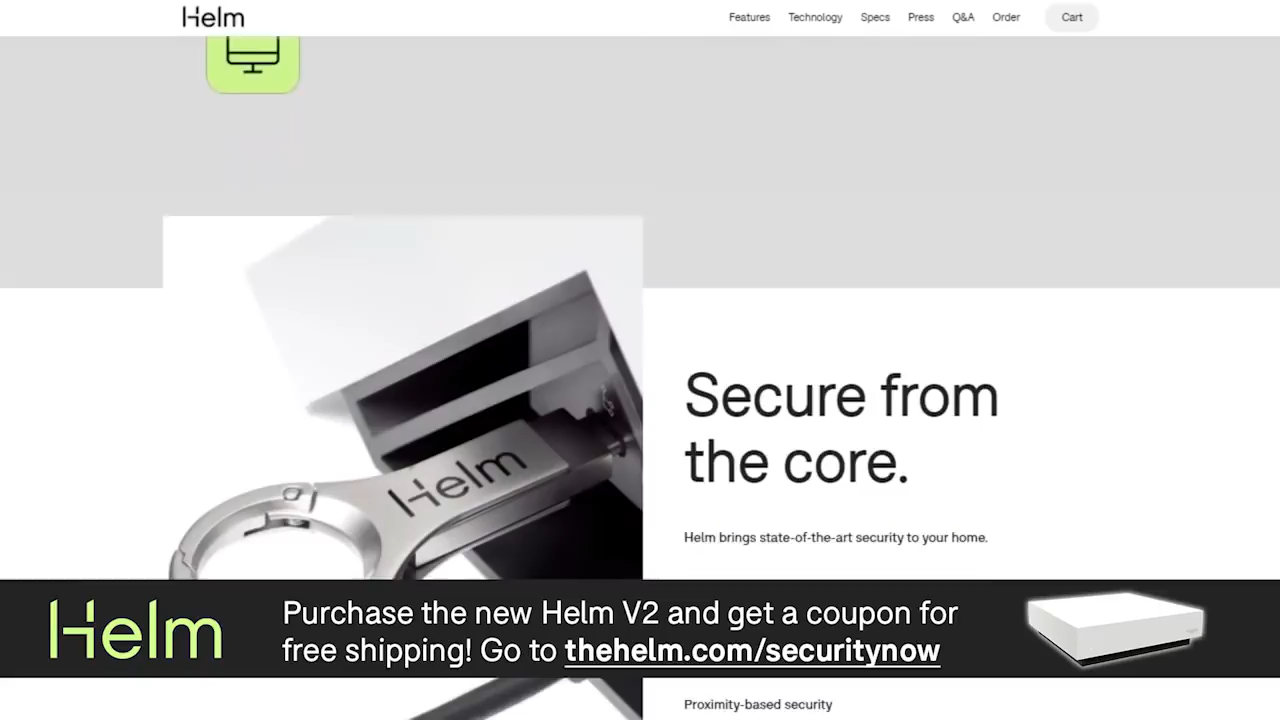 Helm
Features Technology Specs Press Q&A Order Cart
Helm
Secure from
the core.
Helm brings state-of-the-art security to your home.
Helm
Purchase the new Helm V2 and get a coupon for
free shipping! Go to thehelm.com/securitynow
Proximity-based security